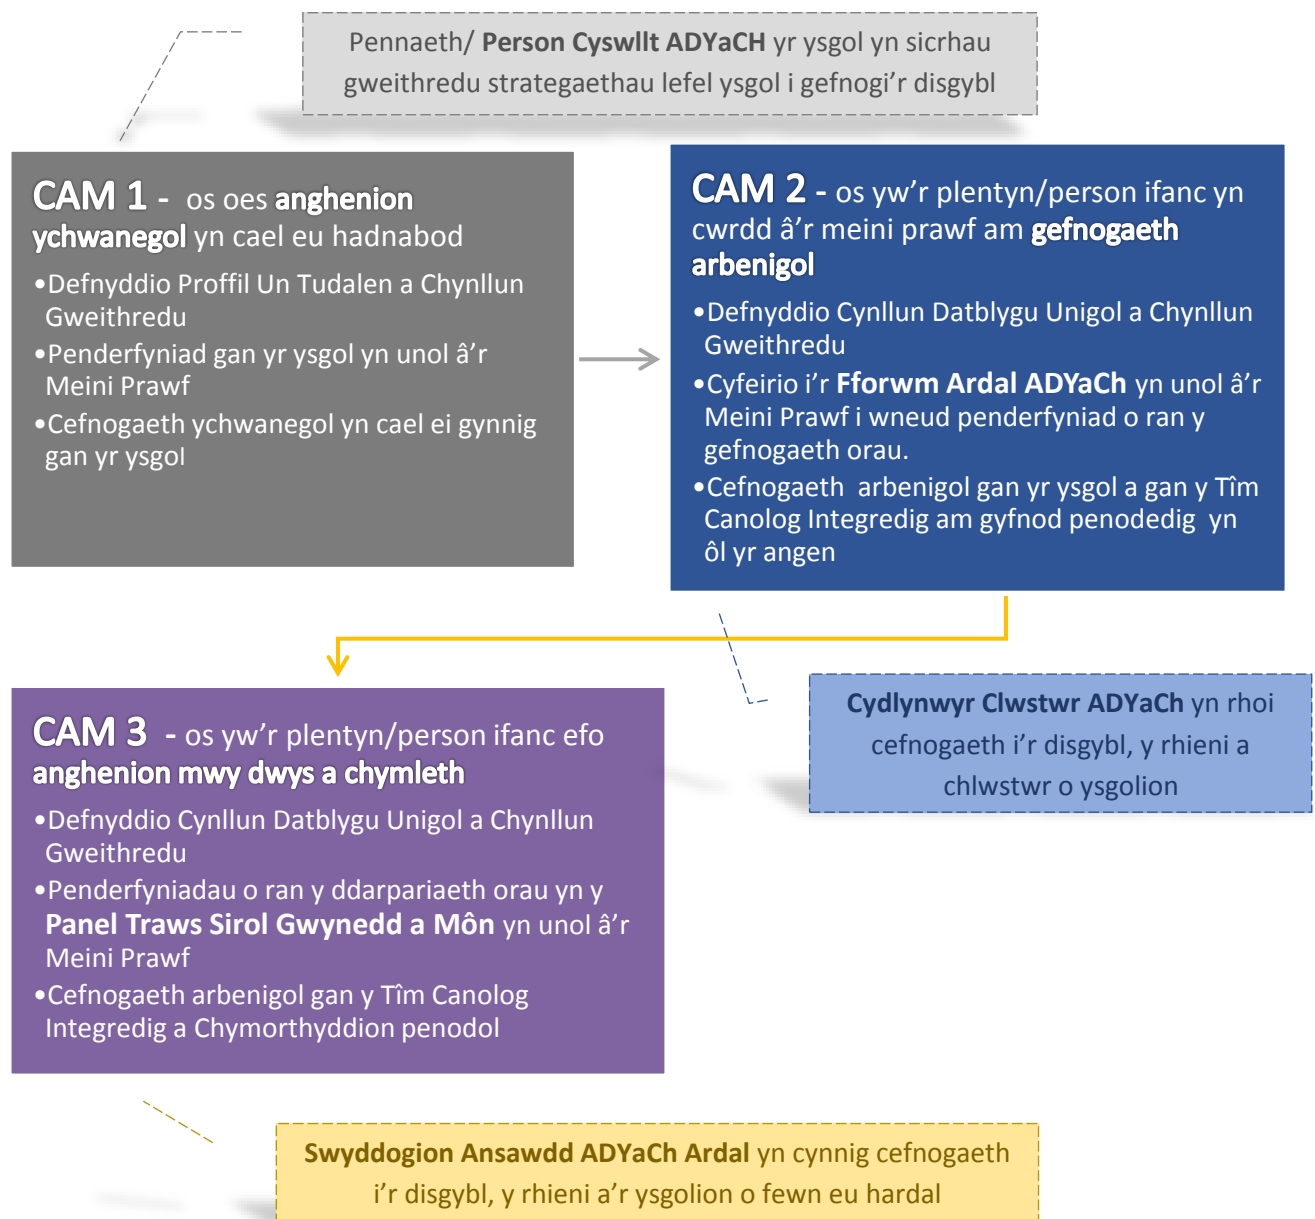 Pennaeth/ Person Cyswllt ADYaCH yr ysgol yn sicrhau
gweithredu strategaethau lefel ysgol i gefnogi'r disgybl
CAM 1 - os oes anghenion
ychwanegol yn cael eu hadnabod
•Defnyddio Proffil Un Tudalen a Chynllun
Gweithredu
•Penderfyniad gan yr ysgol yn unol â'r
Meini Prawf
•Cefnogaeth ychwanegol yn cael ei gynnig
gan yr ysgol
CAM 2 - os yw'r plentyn/person ifanc yn
cwrdd â'r meini prawf am gefnogaeth
arbenigol
•Defnyddio Cynllun Datblygu Unigol a Chynllun
Gweithredu
•Cyfeirio i'r Fforwm Ardal ADYaCh yn unol â'r
Meini Prawf i wneud penderfyniad o ran y
gefnogaeth orau.
•Cefnogaeth arbenigol gan yr ysgol a gan y Tîm
Canolog Integredig am gyfnod penodedig yn
ôl yr angen
Cydlynwyr Clwstwr ADYaCh yn rhoi
cefnogaeth i'r disgybl, y rhieni a
chlwstwr o ysgolion
CAM 3 - os yw'r plentyn/person ifanc efo
anghenion mwy dwys a chymleth
•Defnyddio Cynllun Datblygu Unigol a Chynllun
Gweithredu
•Penderfyniadau o ran y ddarpariaeth orau yn y
Panel Traws Sirol Gwynedd a Môn yn unol â'r
Meini Prawf
•Cefnogaeth arbenigol gan y Tîm Canolog
Integredig a Chymorthyddion penodol
Swyddogion Ansawdd ADYaCh Ardal yn cynnig cefnogaeth
i'r disgybl, y rhieni a'r ysgolion o fewn eu hardal